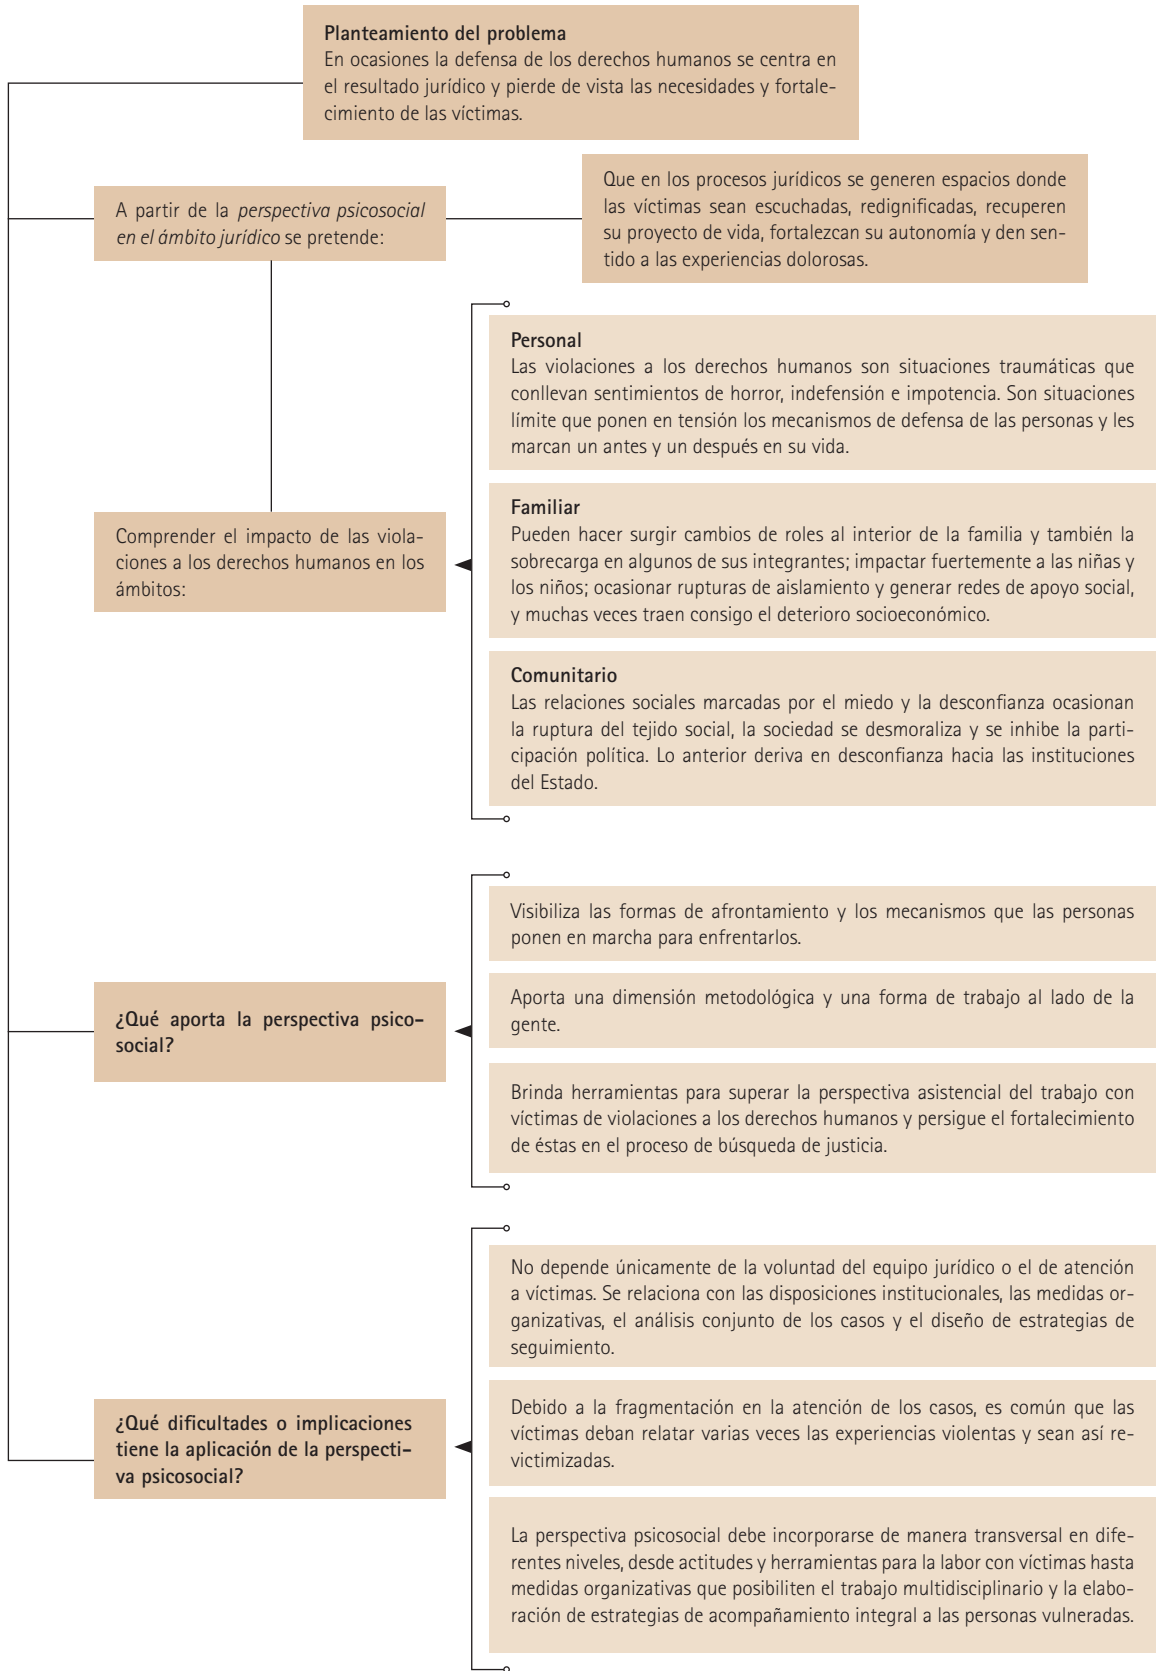 Planteamiento del problema
En ocasiones la defensa de los derechos humanos se centra en
el resultado jurídico y pierde de vista las necesidades y fortale-
cimiento de las víctimas.
A partir de la perspectiva psicosocial
en el ámbito jurídico se pretende:
Que en los procesos jurídicos se generen espacios donde
las víctimas sean escuchadas, redignificadas, recuperen
su proyecto de vida, fortalezcan su autonomía y den sen-
tido a las experiencias dolorosas.
Comprender el impacto de las viola-
ciones a los derechos humanos en los
ámbitos:
Personal
Las violaciones a los derechos humanos son situaciones traumáticas que
conllevan sentimientos de horror, indefensión e impotencia. Son situaciones
límite que ponen en tensión los mecanismos de defensa de las personas y les
marcan un antes y un después en su vida.
Familiar
Pueden hacer surgir cambios de roles al interior de la familia y también la
sobrecarga en algunos de sus integrantes; impactar fuertemente a las niñas y
los niños; ocasionar rupturas de aislamiento y generar redes de apoyo social,
y muchas veces traen consigo el deterioro socioeconómico.
Comunitario
Las relaciones sociales marcadas por el miedo y la desconfianza ocasionan
la ruptura del tejido social, la sociedad se desmoraliza y se inhibe la parti-
cipación política. Lo anterior deriva en desconfianza hacia las instituciones
del Estado.
¿Qué aporta la perspectiva psico-
social?
Visibiliza las formas de afrontamiento y los mecanismos que las personas
ponen en marcha para enfrentarlos.
Aporta una dimensión metodológica y una forma de trabajo al lado de la
gente.
Brinda herramientas para superar la perspectiva asistencial del trabajo con
víctimas de violaciones a los derechos humanos y persigue el fortalecimiento
de éstas en el proceso de búsqueda de justicia.
¿Qué dificultades o implicaciones
tiene la aplicación de la perspecti-
va psicosocial?
No depende únicamente de la voluntad del equipo jurídico o el de atención
a víctimas. Se relaciona con las disposiciones institucionales, las medidas or-
ganizativas, el análisis conjunto de los casos y el diseño de estrategias de
seguimiento.
Debido a la fragmentación en la atención de los casos, es común que las
víctimas deban relatar varias veces las experiencias violentas y sean así re-
victimizadas.
La perspectiva psicosocial debe incorporarse de manera transversal en dife-
rentes niveles, desde actitudes y herramientas para la labor con víctimas hasta
medidas organizativas que posibiliten el trabajo multidisciplinario y la elabo-
ración de estrategias de acompañamiento integral a las personas vulneradas.